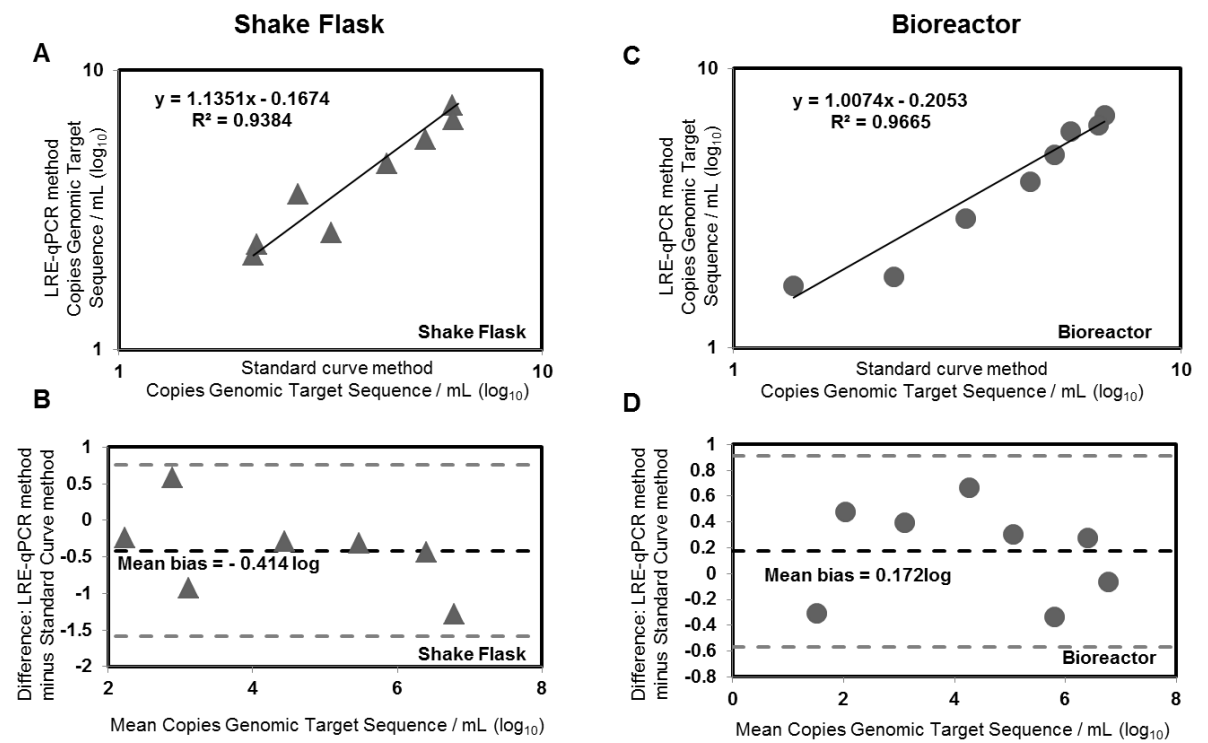 Shake Flask
Bioreactor
A
10
y = 1.1351x - 0.1674
R² = 0.9384
LRE-qPCR method
Copies Genomic Target
Sequence / mL (log10)
Shake Flask
1
1
10
Standard curve method
Copies Genomic Target Sequence / mL (log10)
C
10
y = 1.0074x - 0.2053
R² = 0.9665
LRE-qPCR method
Copies Genomic Target
Sequence / mL (log10)
Bioreactor
1
1
10
Standard curve method
Copies Genomic Target Sequence / mL (log10)
B
1
0.5
0
-0.5
-1
-1.5
-2
Difference: LRE-qPCR method
minus Standard Curve method
Mean bias = - 0.414 log
Shake Flask
2
4
6
8
Mean Copies Genomic Target Sequence / mL (log10)
D
1
0.8
0.6
0.4
0.2
0
-0.2
-0.4
-0.6
-0.8
Difference: LRE-qPCR method
minus Standard Curve method
Mean bias = 0.172log
Bioreactor
0
2
4
6
8
Mean Copies Genomic Target Sequence / mL (log10)